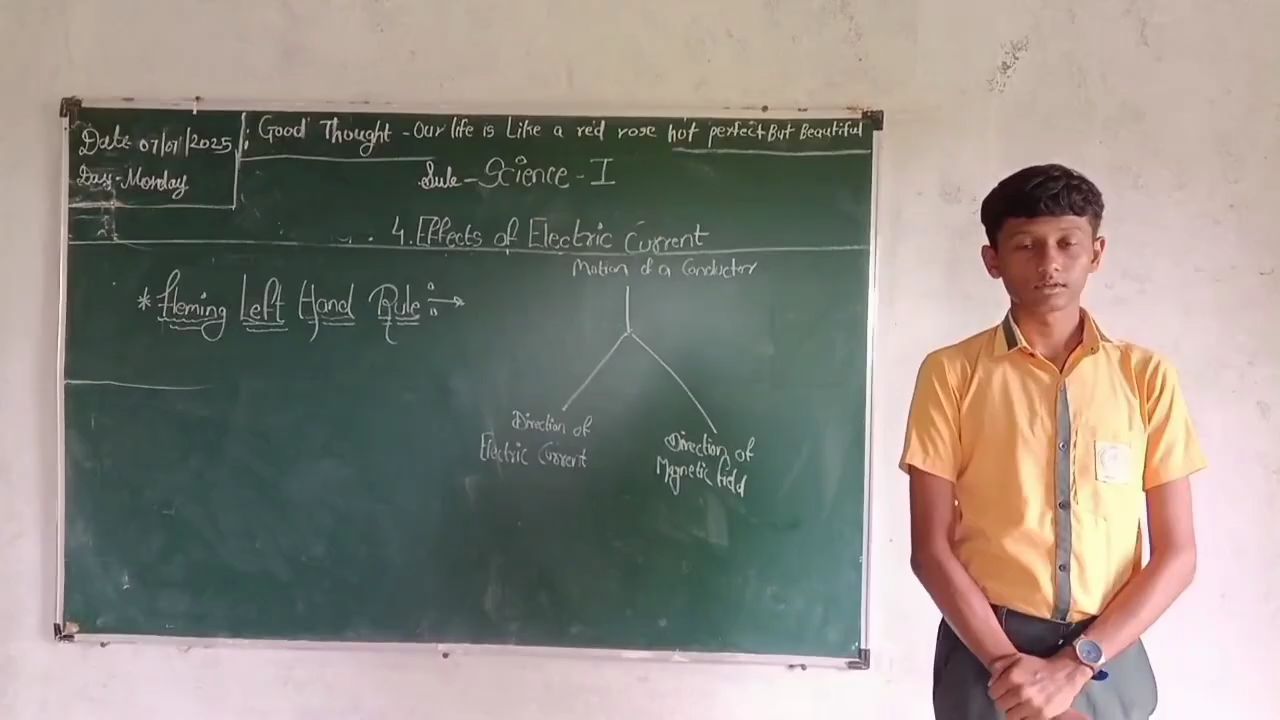 Date 07/07/2025
Day-Monday
Good Thought - Our life is Like a red rose not perfect But Beautiful
Sub-Science-I
4. Effects of Electric Current
* Fleming Left Hand Rule :→
Motion of a Conductor
Direction of
Electric Current
Direction of
Magnetic field